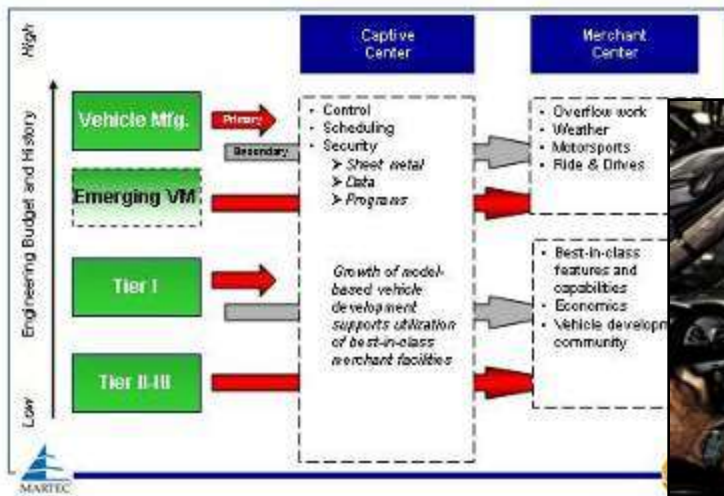 High
Engineering Budget and History
Low
Captive
Center
Merchant
Center
Vehicle Mfg.
Primary
Secondary
Emerging VM
Tier I
Tier II-III
• Control
• Scheduling
• Security
➤ Sheet metal
➤ Data
➤ Programs
Growth of model-
based vehicle
development
supports utilization
of best-in-class
merchant facilities
• Overflow work
• Weather
• Motorsports
• Ride & Drives
• Best-in-class
features and
capabilities
• Economics
• Vehicle developm
community
MARTEC